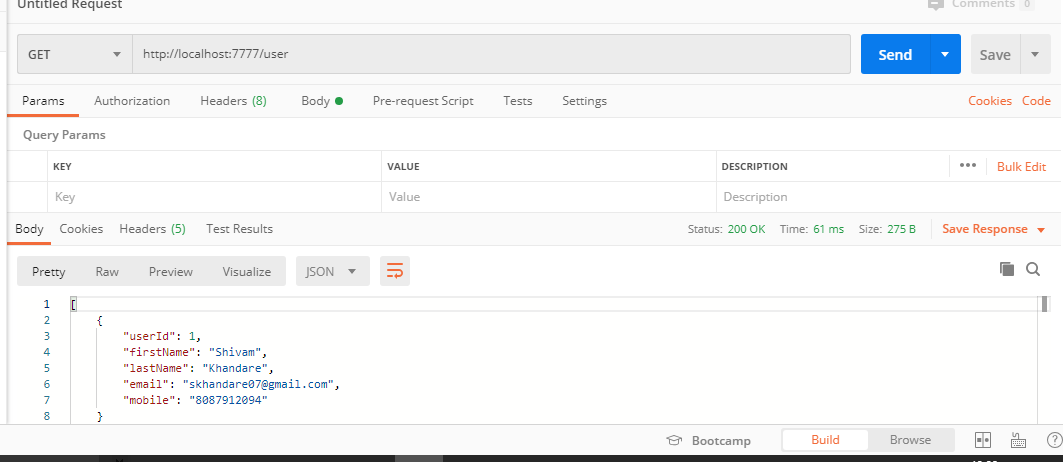 Untitled Request
Comments 0
GET http://localhost:7777/user Send Save
Params Authorization Headers (8) Body Pre-request Script Tests Settings Cookies Code
Query Params
KEY VALUE DESCRIPTION ••• Bulk Edit
Key Value Description
Body Cookies Headers (5) Test Results Status: 200 OK Time: 61 ms Size: 275 B Save Response
Pretty Raw Preview Visualize JSON
1 [
2 {
3 "userId": 1,
4 "firstName": "Shivam",
5 "lastName": "Khandare",
6 "email": "skhandare07@gmail.com",
7 "mobile": "8087912094"
8 }
Bootcamp Build Browse ?